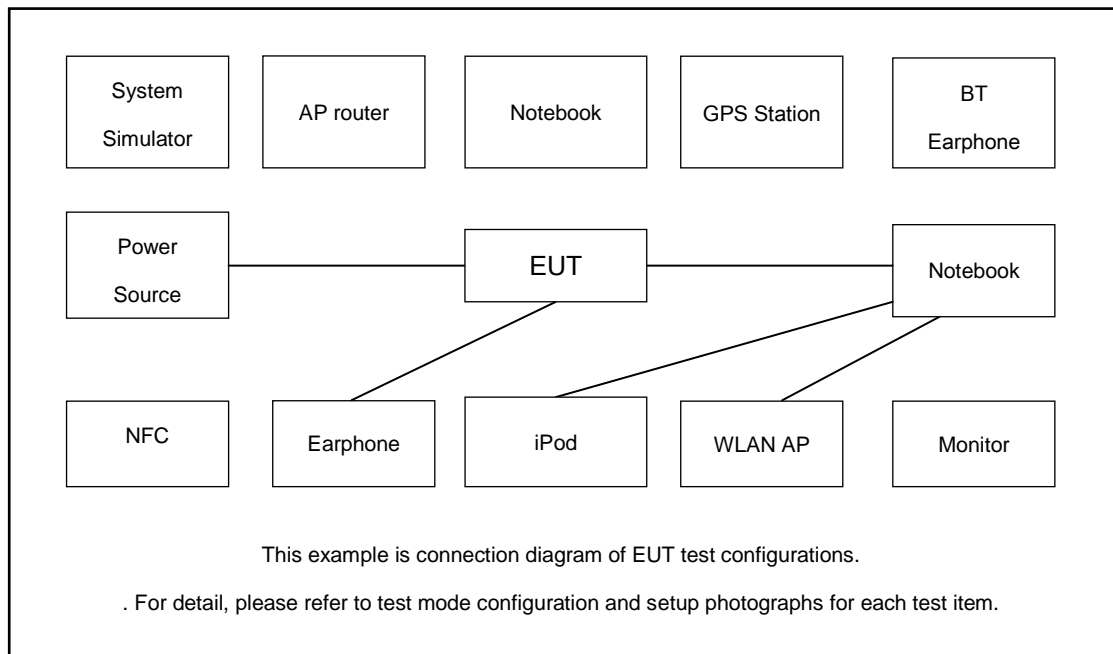 System
Simulator
AP router
Notebook
GPS Station
BT
Earphone
Power
Source
EUT
Notebook
NFC
Earphone
iPod
WLAN AP
Monitor
This example is connection diagram of EUT test configurations.
. For detail, please refer to test mode configuration and setup photographs for each test item.